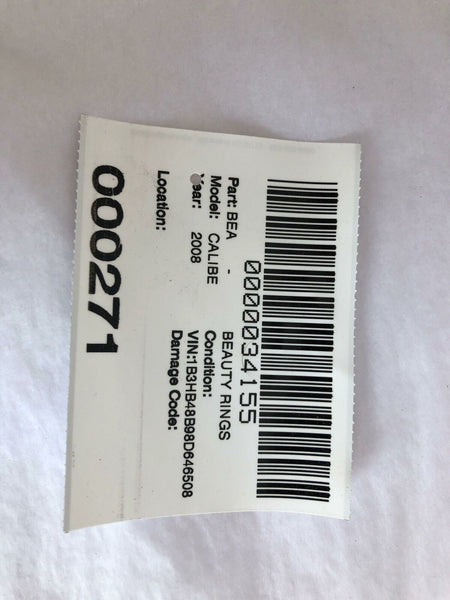 0000034155
Part: BEA - BEAUTY RINGS
Model: CALIBE Condition:
Year: 2008 VIN:1B3HB48B98D646508
Damage Code:
Location:
000271